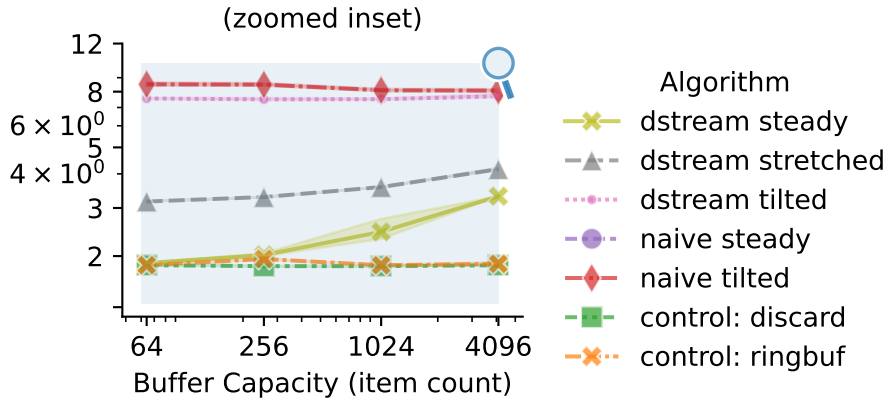 (zoomed inset)
12
8
6 × 10⁰
5
4 × 10⁰
3
2
64 256 1024 4096
Buffer Capacity (item count)
Algorithm
dstream steady
dstream stretched
dstream tilted
naive steady
naive tilted
control: discard
control: ringbuf